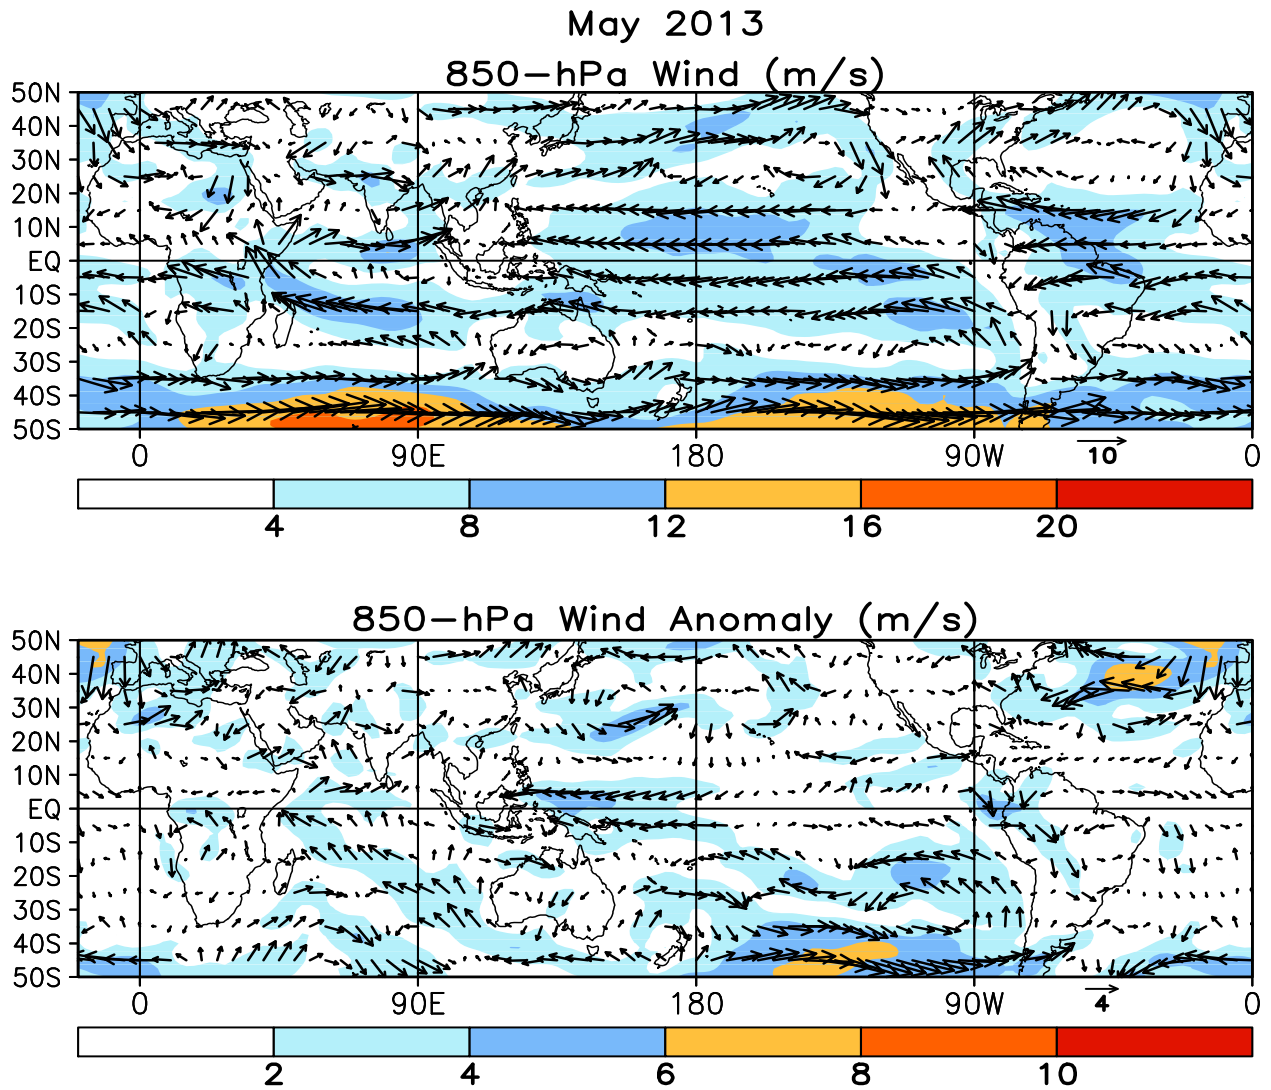 May 2013
850-hPa Wind (m/s)
50N
40N
30N
20N
10N
EQ
10S
20S
30S
40S
50S
0 90E 180 90W 0
10
4 8 12 16 20
850-hPa Wind Anomaly (m/s)
50N
40N
30N
20N
10N
EQ
10S
20S
30S
40S
50S
0 90E 180 90W 0
4
2 4 6 8 10